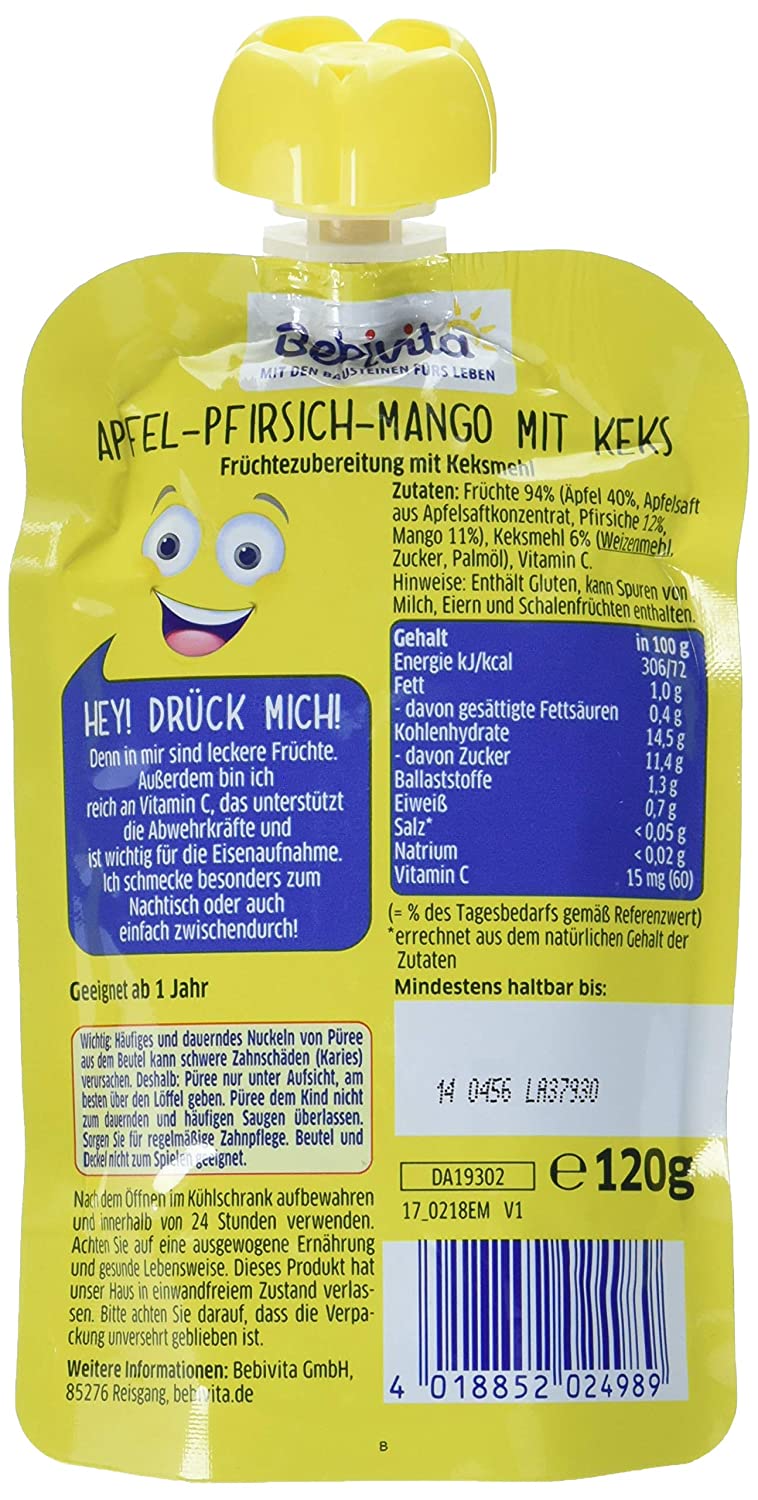 Bebivita
MIT DEN BAUSTEINEN FÜRS LEBEN
APFEL-PFIRSICH-MANGO MIT KEKS
Früchtezubereitung mit Keksmehl
Zutaten: Früchte 94% (Äpfel 40%, Apfelsaft
aus Apfelsaftkonzentrat, Pfirsiche 12%,
Mango 11%), Keksmehl 6% (Weizenmehl,
Zucker, Palmöl), Vitamin C.
Hinweise: Enthält Gluten, kann Spuren von
Milch, Eiern und Schalenfrüchten enthalten.
Gehalt in 100 g
Energie kJ/kcal 306/72
Fett 1,0 g
- davon gesättigte Fettsäuren 0,4 g
Kohlenhydrate 14,5 g
- davon Zucker 11,4 g
Ballaststoffe 1,3 g
Eiweiß 0,7 g
Salz* <0,05 g
Natrium <0,02 g
Vitamin C 15 mg (60)
(= % des Tagesbedarfs gemäß Referenzwert)
*errechnet aus dem natürlichen Gehalt der
Zutaten
HEY! DRÜCK MICH!
Denn in mir sind leckere Früchte.
Außerdem bin ich
reich an Vitamin C, das unterstützt
die Abwehrkräfte und
ist wichtig für die Eisenaufnahme.
Ich schmecke besonders zum
Nachtisch oder auch
einfach zwischendurch!
Geeignet ab 1 Jahr
Wichtig: Häufiges und dauerndes Nuckeln von Püree
aus dem Beutel kann schwere Zahnschäden (Karies)
verursachen. Deshalb: Püree nur unter Aufsicht, am
besten über den Löffel geben. Püree dem Kind nicht
zum dauernden und häufigen Saugen überlassen.
Sorgen Sie für regelmäßige Zahnpflege. Beutel und
Deckel nicht zum Spielen geeignet.
Nach dem Öffnen im Kühlschrank aufbewahren
und innerhalb von 24 Stunden verwenden.
Achten Sie auf eine ausgewogene Ernährung
und gesunde Lebensweise. Dieses Produkt hat
unser Haus in einwandfreiem Zustand verlas-
sen. Bitte achten Sie darauf, dass die Verpa-
ckung unversehrt geblieben ist.
Weitere Informationen: Bebivita GmbH,
85276 Reisgang, bebivita.de
Mindestens haltbar bis:
14 0456 LA37930
DA19302
℮ 120g
17_0218EM V1
4 018852 024989
B